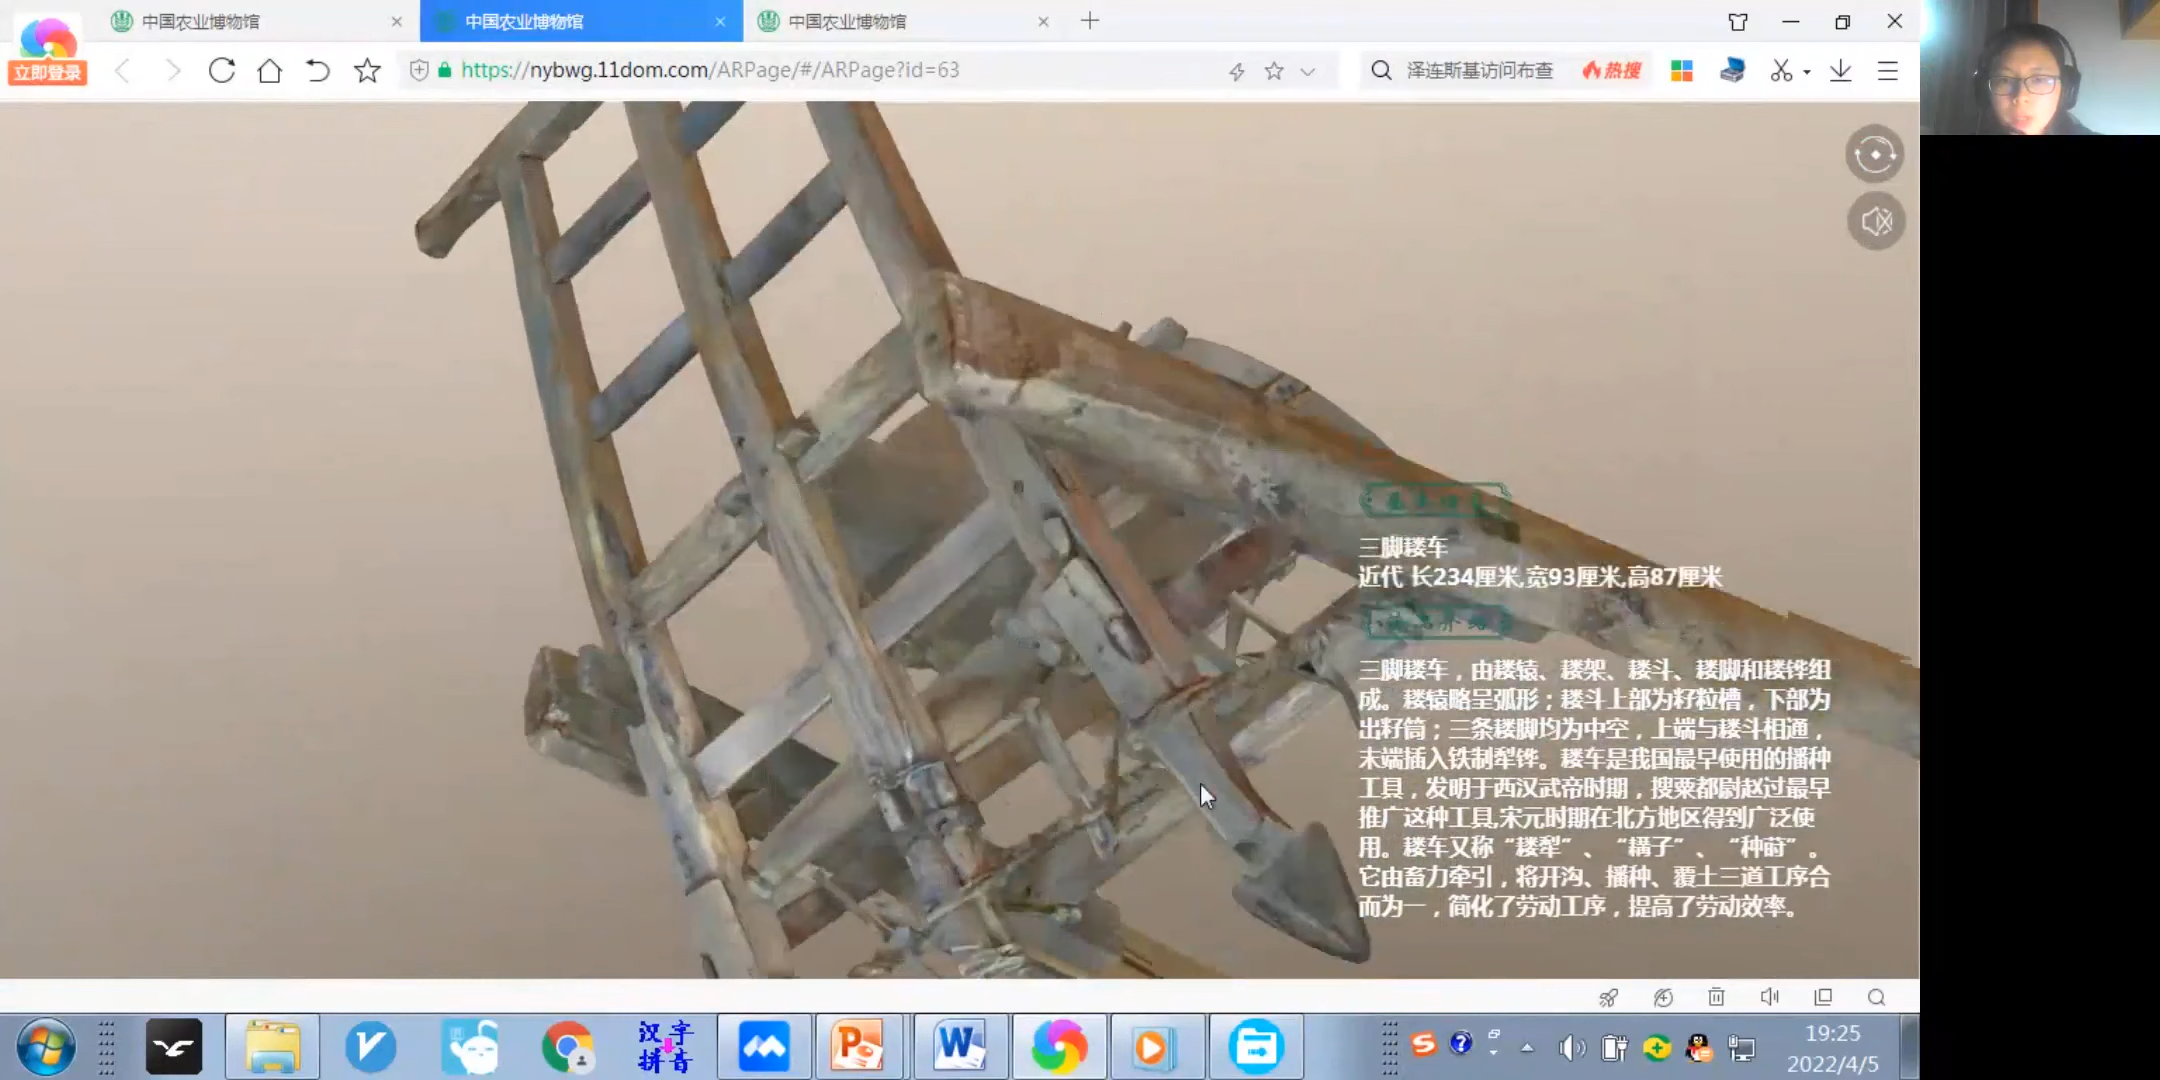 中国农业博物馆
中国农业博物馆
中国农业博物馆
立即登录
https://nybwg.11dom.com/ARPage/#/ARPage?id=63
泽连斯基访问布查
热搜
三脚耧车
近代 长234厘米,宽93厘米,高87厘米
三脚耧车，由耧辕、耧架、耧斗、耧脚和耧铧组
成。耧辕略呈弧形；耧斗上部为籽粒槽，下部为
出籽筒；三条耧脚均为中空，上端与耧斗相通，
末端插入铁制犁铧。耧车是我国最早使用的播种
工具，发明于西汉武帝时期，搜粟都尉赵过最早
推广这种工具,宋元时期在北方地区得到广泛使
用。耧车又称“耧犁”、“耩子”、“种莳”。
它由畜力牵引，将开沟、播种、覆土三道工序合
而为一，简化了劳动工序，提高了劳动效率。
汉字
拼音
19:25
2022/4/5